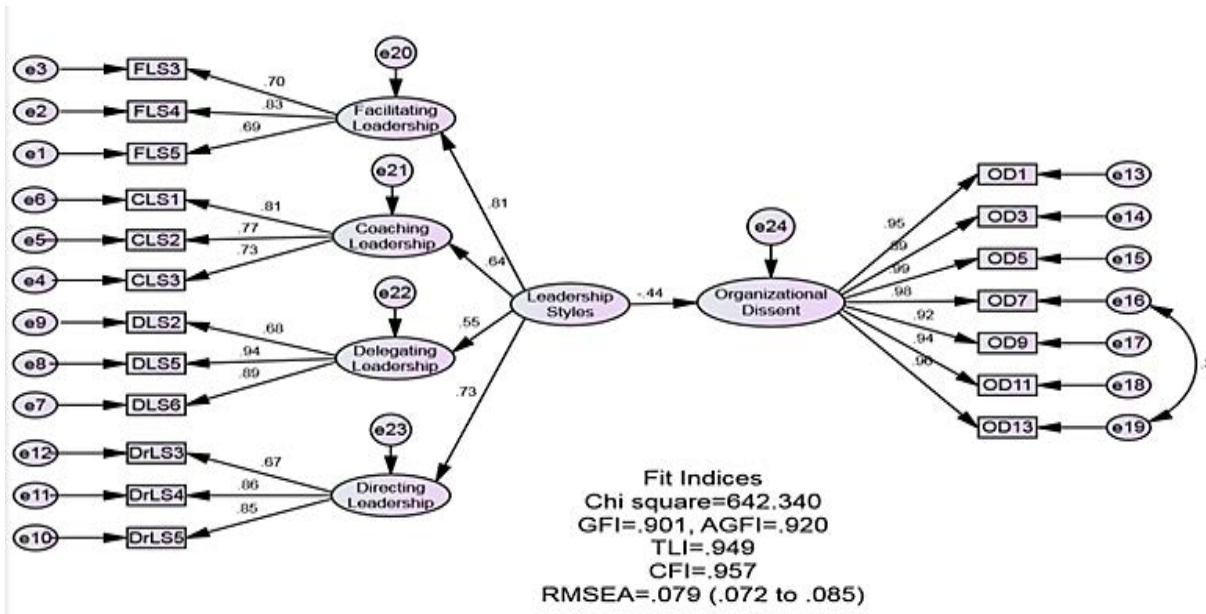 e20
e3
FLS3
.70
e2
FLS4
.83
Facilitating
Leadership
e1
FLS5
.69
e21
e6
CLS1
.81
e5
CLS2
.77
Coaching
Leadership
e4
CLS3
.73
e22
e9
DLS2
.68
e8
DLS5
.94
Delegating
Leadership
e7
DLS6
.89
e23
e12
DrLS3
.67
e11
DrLS4
.86
Directing
Leadership
e10
DrLS5
.85
.81
.64
.55
.73
Leadership
Styles
-.44
e24
Organizational
Dissent
.95
OD1
e13
.89
OD3
e14
.99
OD5
e15
.98
OD7
e16
.92
OD9
e17
.94
OD11
e18
.96
OD13
e19
Fit Indices
Chi square=642.340
GFI=.901, AGFI=.920
TLI=.949
CFI=.957
RMSEA=.079 (.072 to .085)